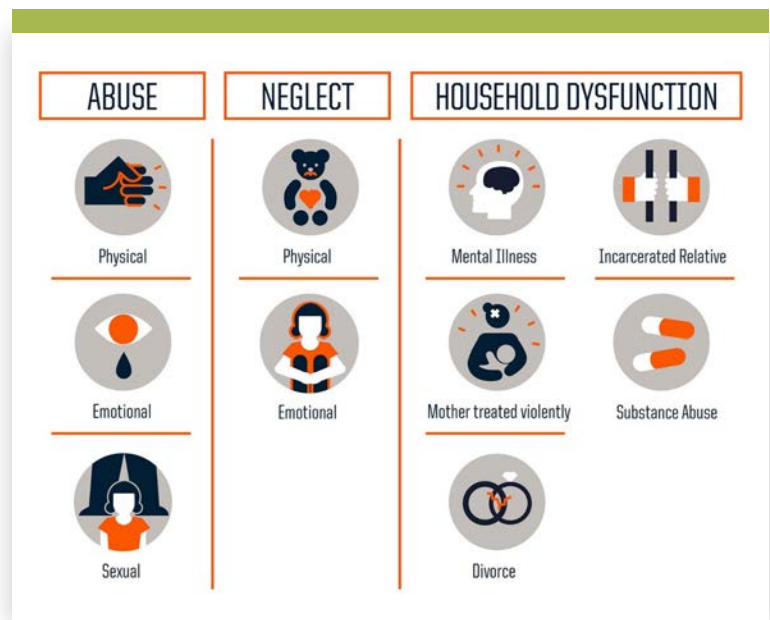 ABUSE
Physical
Emotional
Sexual
NEGLECT
Physical
Emotional
HOUSEHOLD DYSFUNCTION
Mental Illness
Incarcerated Relative
Mother treated violently
Substance Abuse
Divorce